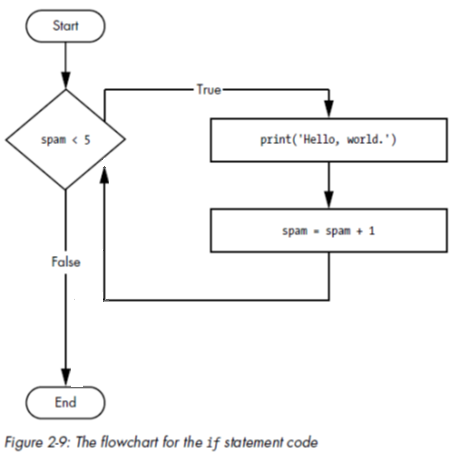 Start
True
spam < 5
print('Hello, world.')
spam = spam + 1
False
End
Figure 2-9: The flowchart for the if statement code